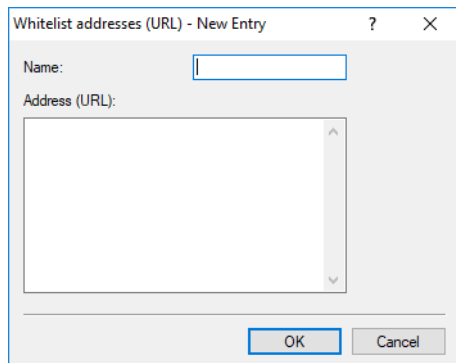 Whitelist addresses (URL) - New Entry ?
Name:
Address (URL):
OK Cancel